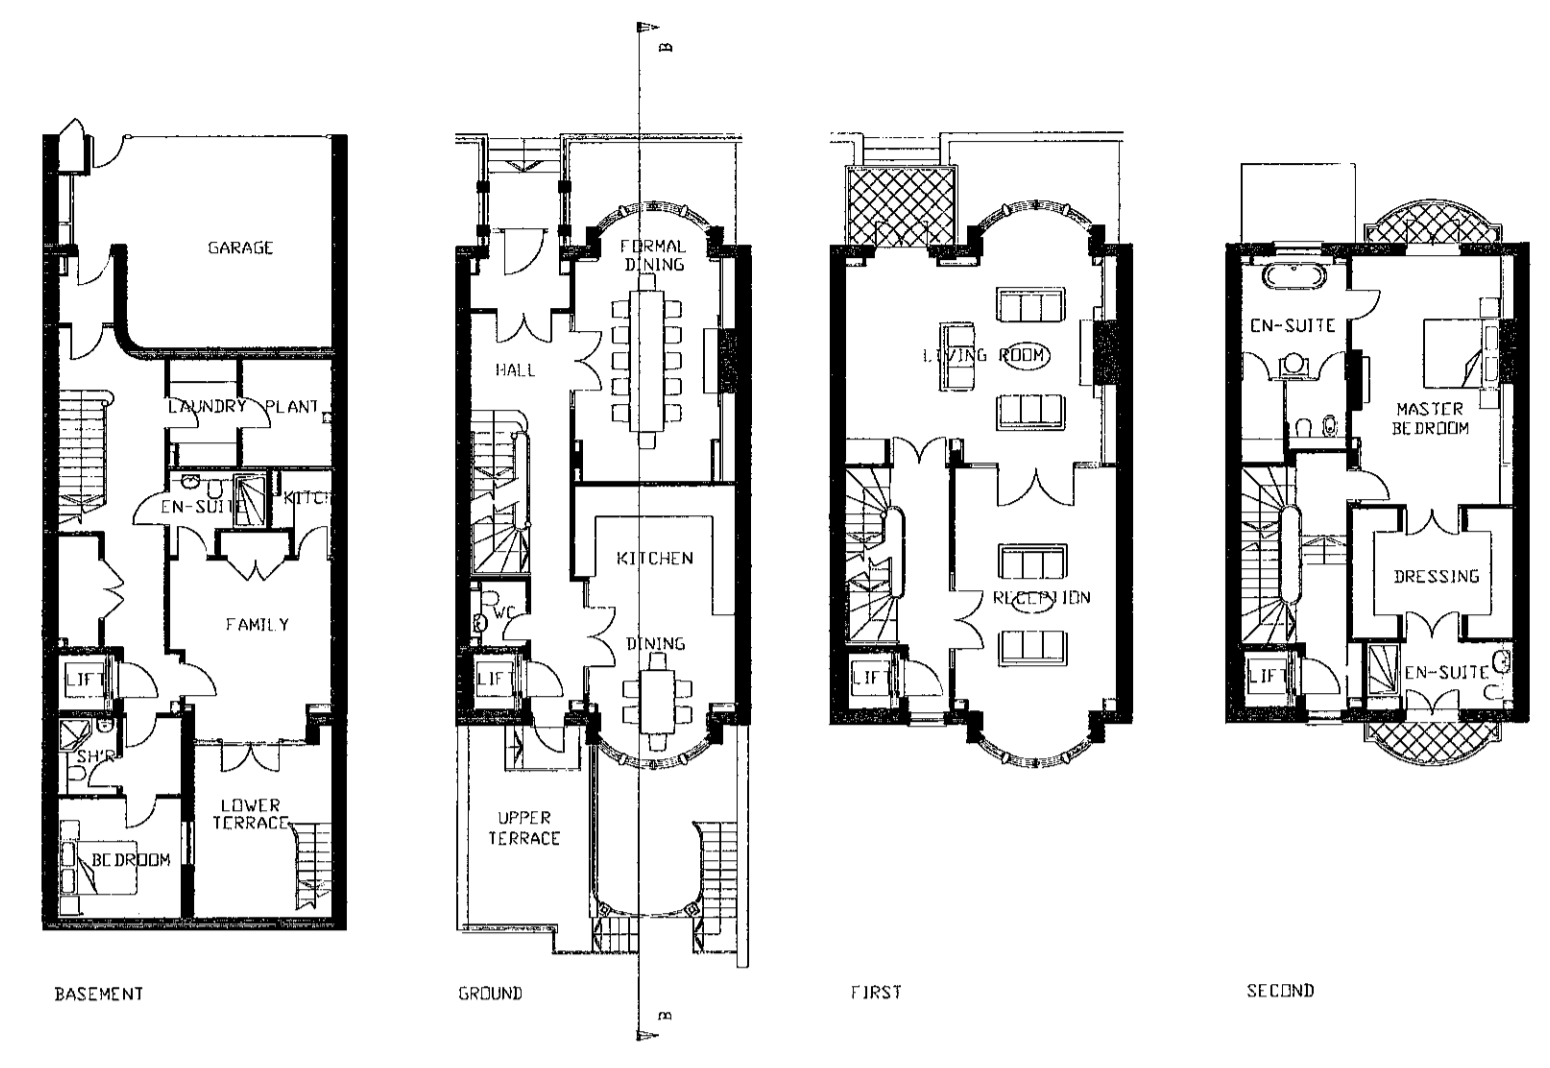 B
GARAGE
LAUNDRY
PLANT
EN-SUITE
KITCH
FAMILY
LIFT
SH'R
LOWER
TERRACE
BEDROOM
BASEMENT
FORMAL
DINING
HALL
KITCHEN
WC
DINING
LIFT
UPPER
TERRACE
GROUND
B
LIVING ROOM
RECEPTION
LIFT
FIRST
EN-SUITE
MASTER
BEDROOM
DRESSING
LIFT
EN-SUITE
SECOND